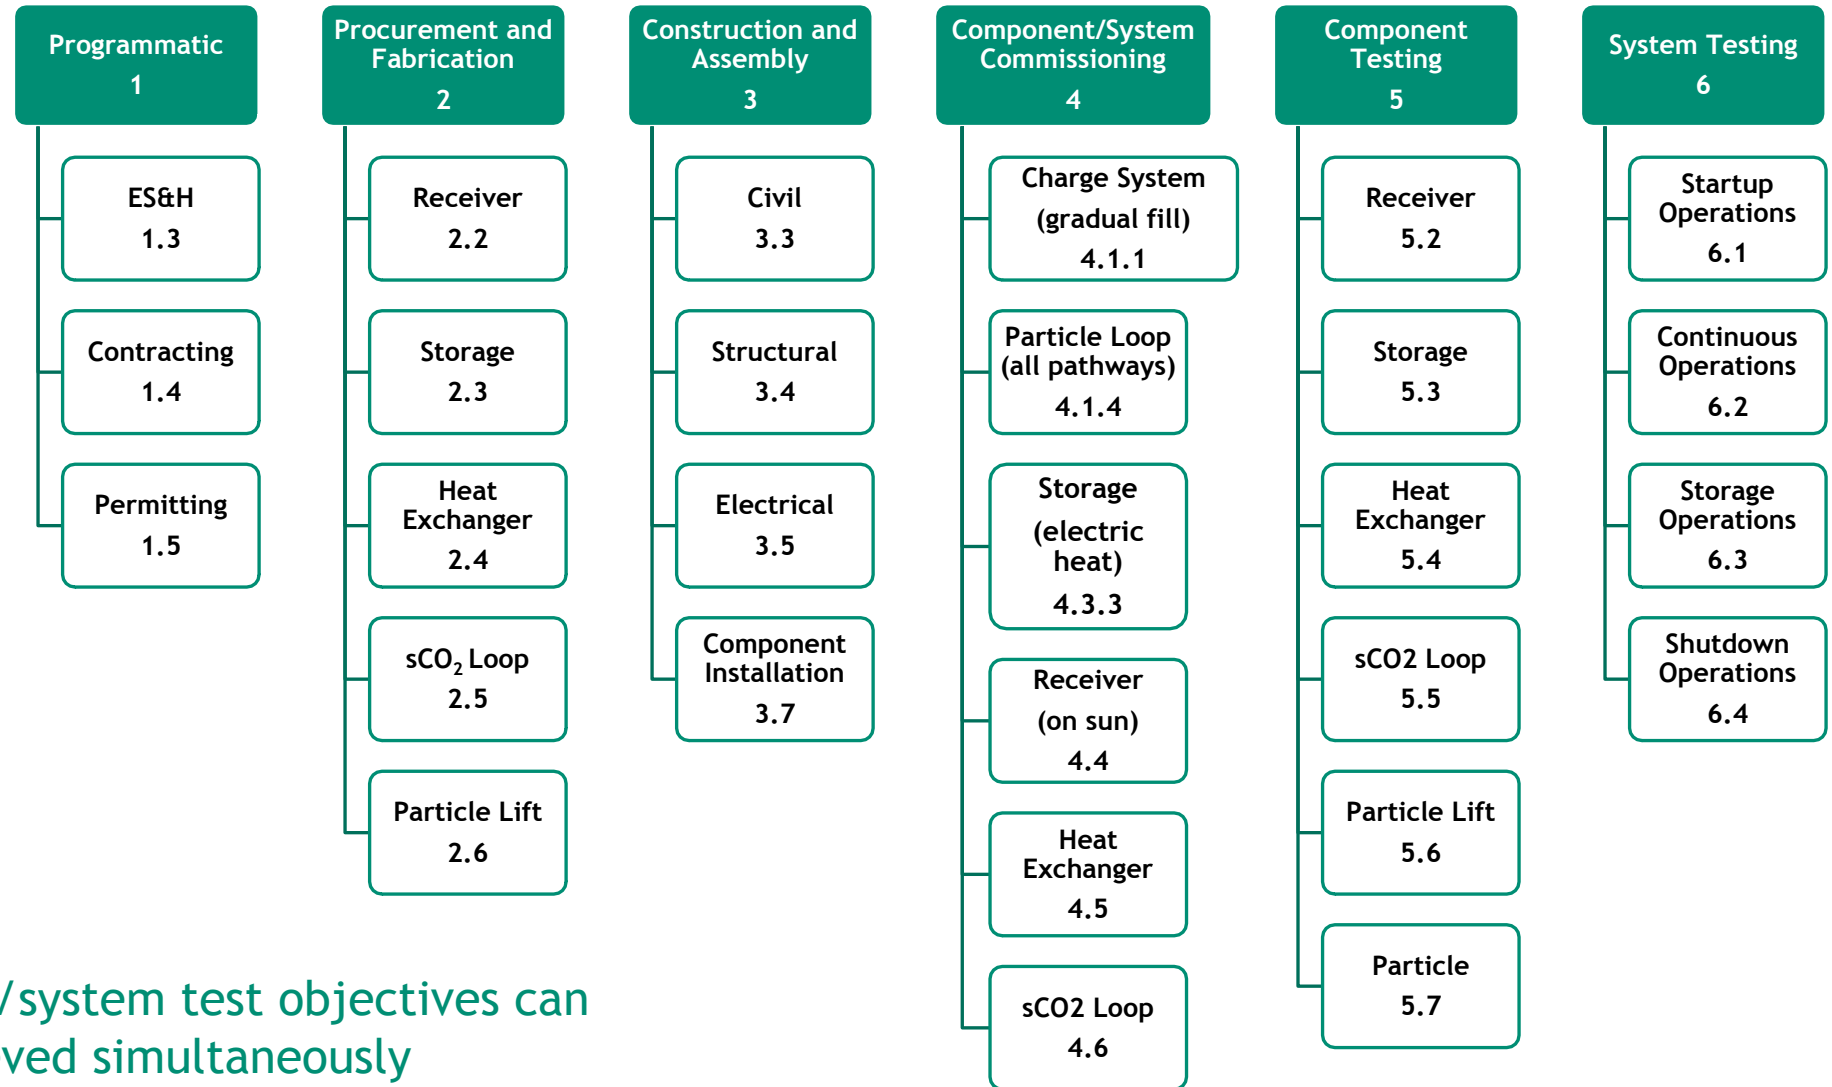 Programmatic
1
ES&H
1.3
Contracting
1.4
Permitting
1.5
Procurement and
Fabrication
2
Receiver
2.2
Storage
2.3
Heat
Exchanger
2.4
sCO₂ Loop
2.5
Particle Lift
2.6
Construction and
Assembly
3
Civil
3.3
Structural
3.4
Electrical
3.5
Component
Installation
3.7
Component/System
Commissioning
4
Charge System
(gradual fill)
4.1.1
Particle Loop
(all pathways)
4.1.4
Storage
(electric
heat)
4.3.3
Receiver
(on sun)
4.4
Heat
Exchanger
4.5
sCO2 Loop
4.6
Component
Testing
5
Receiver
5.2
Storage
5.3
Heat
Exchanger
5.4
sCO2 Loop
5.5
Particle Lift
5.6
Particle
5.7
System Testing
6
Startup
Operations
6.1
Continuous
Operations
6.2
Storage
Operations
6.3
Shutdown
Operations
6.4
/system test objectives can
ved simultaneously